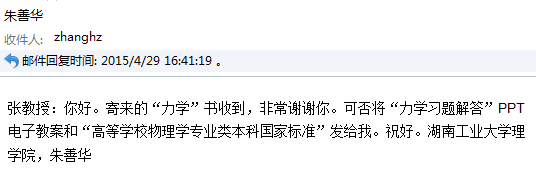 朱善华
收件人: zhanghz
邮件回复时间: 2015/4/29 16:41:19 。
张教授：你好。寄来的“力学”书收到，非常谢谢你。可否将“力学习题解答”PPT
电子教案和“高等学校物理学专业类本科国家标准”发给我。祝好。湖南工业大学理
学院，朱善华